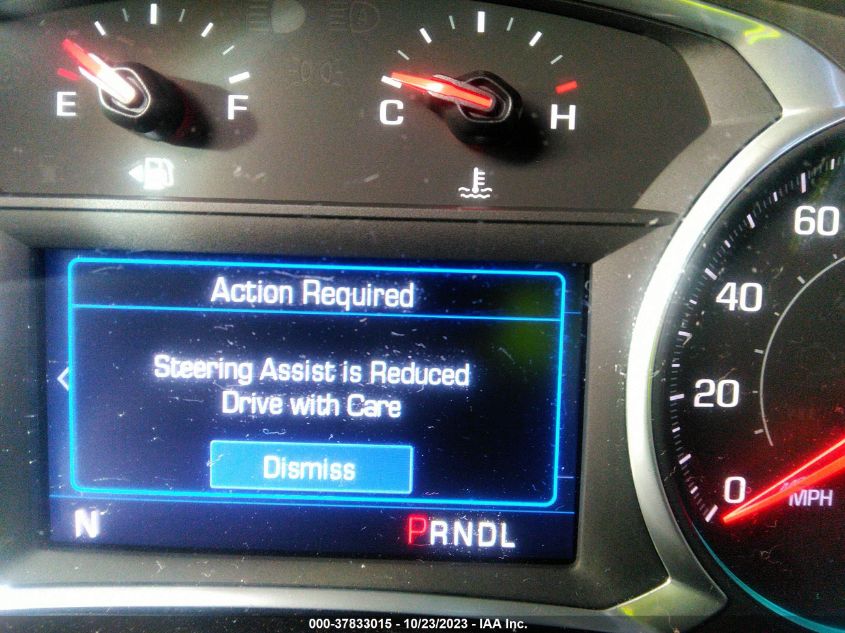 E F C H
60
40
20
0
MPH
Action Required
Steering Assist is Reduced
Drive with Care
Dismiss
N PRNDL
000-37833015 - 10/23/2023 - IAA Inc.